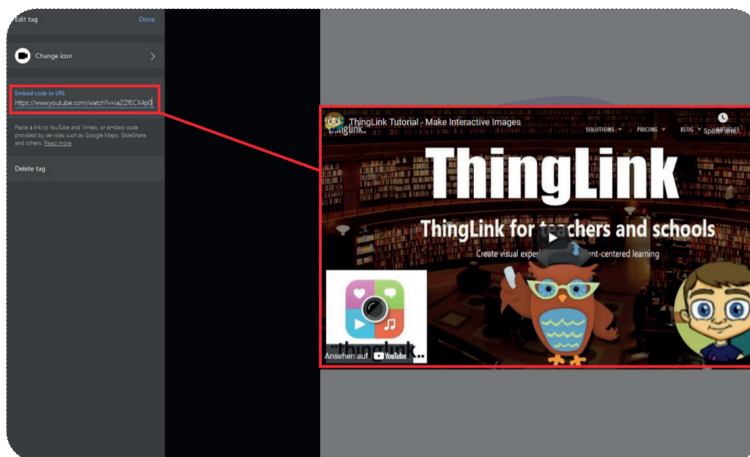 Edit tag
Done
Change icon
Embed code or URL
https://www.youtube.com/watch?v=iaZZfECX4p0
Paste a link to YouTube and Vimeo, or embed code
provided by services such as Google Maps, SlideShare
and others. Read more
Delete tag
ThingLink Tutorial - Make Interactive Images
thinglink..
SOLUTIONS
PRICING
BLOG
ThingLink
ThingLink for teachers and schools
Create visual
-centered learning
thinglink..
Ansehen auf YouTube